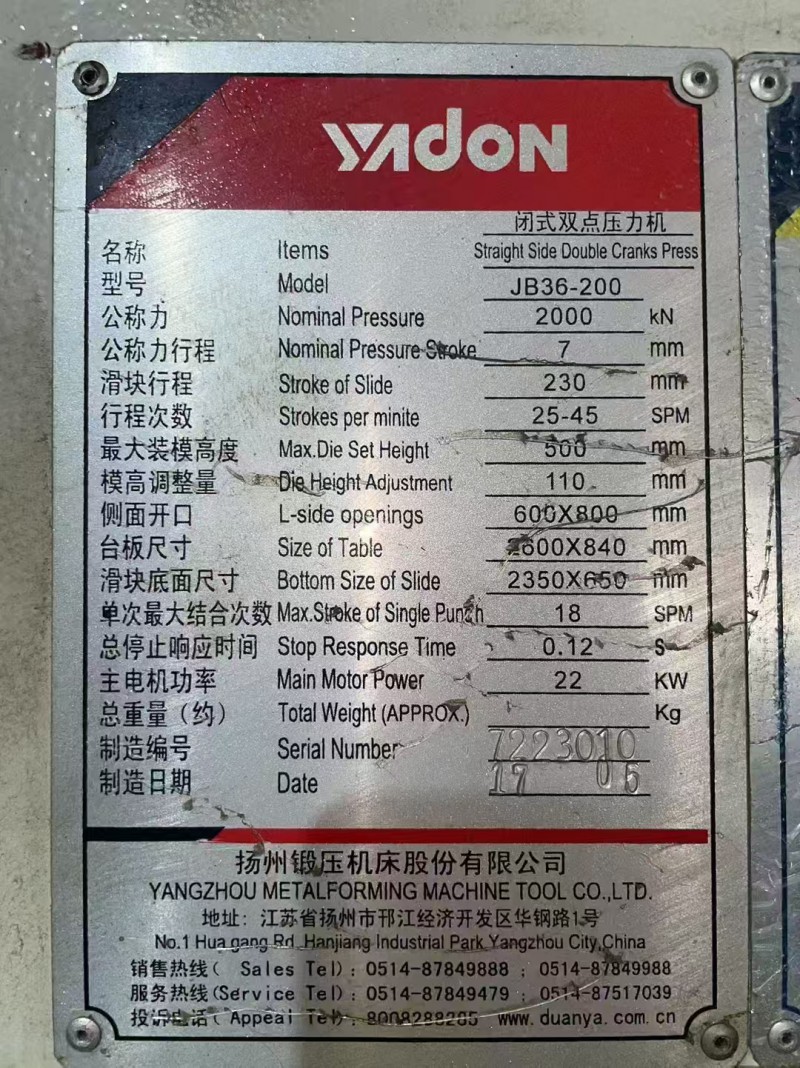 YADON
闭式双点压力机
名称 Items Straight Side Double Cranks Press
型号 Model JB36-200
公称力 Nominal Pressure 2000 kN
公称力行程 Nominal Pressure Stroke 7 mm
滑块行程 Stroke of Slide 230 mm
行程次数 Strokes per minite 25-45 SPM
最大装模高度 Max.Die Set Height 500 mm
模高调整量 Die Height Adjustment 110 mm
侧面开口 L-side openings 600X800 mm
台板尺寸 Size of Table 2600X840 mm
滑块底面尺寸 Bottom Size of Slide 2350X650 mm
单次最大结合次数 Max.Stroke of Single Punch 18 SPM
总停止响应时间 Stop Response Time 0.12 S
主电机功率 Main Motor Power 22 KW
总重量（约） Total Weight (APPROX.) Kg
制造编号 Serial Number 7223010
制造日期 Date 17 06
扬州锻压机床股份有限公司
YANGZHOU METALFORMING MACHINE TOOL CO.,LTD.
地址：江苏省扬州市邗江经济开发区华钢路1号
No.1 Hua gang Rd. Hanjiang Industrial Park Yangzhou City,China
销售热线（ Sales Tel）: 0514-87849888 ; 0514-87849988
服务热线(Service Tel）: 0514-87849479 ; 0514-87517039
投诉电话（ Appeal Tel）: 8008288285 www.duanya.com.cn